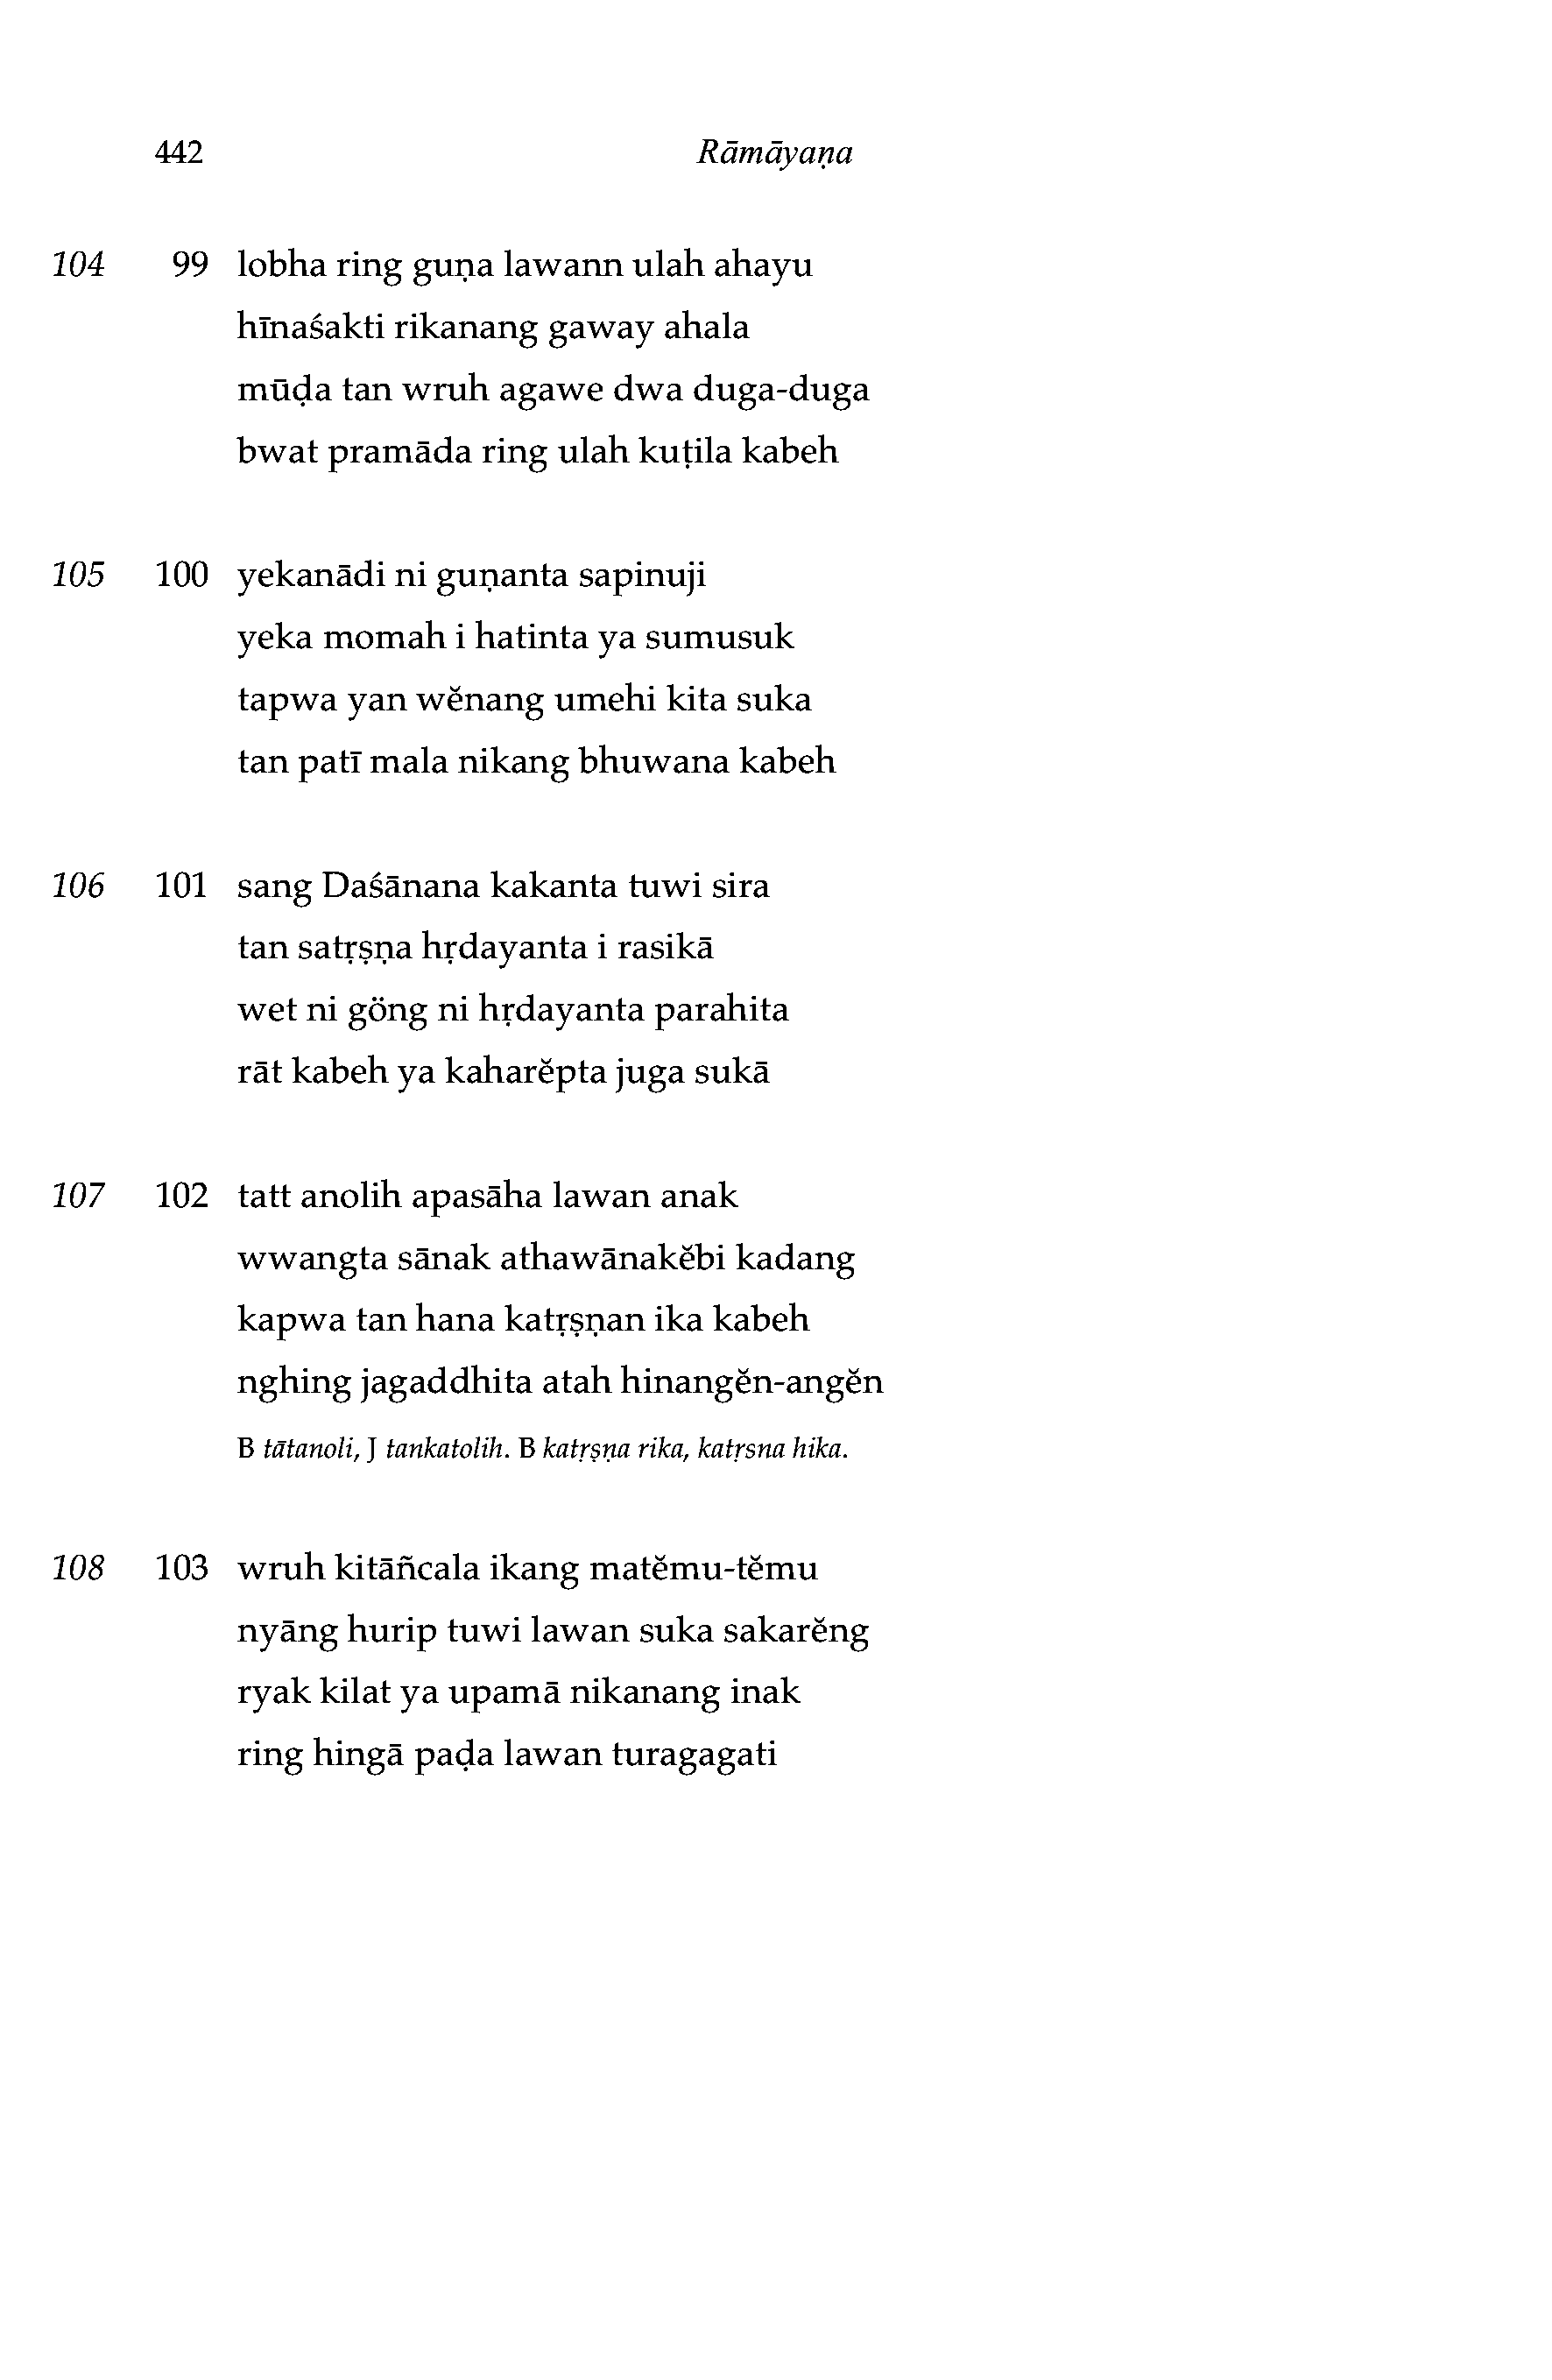 442 Rāmāyaṇa
104 99 lobha ring guṇa lawann ulah ahayu
hīnaśakti rikanang gaway ahala
mūḍa tan wruh agawe dwa duga-duga
bwat pramāda ring ulah kuṭila kabeh
105 100 yekanādi ni guṇanta sapinuji
yeka momah i hatinta ya sumusuk
tapwa yan wĕnang umehi kita suka
tan patī mala nikang bhuwana kabeh
106 101 sang Daśānana kakanta tuwi sira
tan satṛṣṇa hṛdayanta i rasikā
wet ni göng ni hṛdayanta parahita
rāt kabeh ya kaharĕpta juga sukā
107 102 tatt anolih apasāha lawan anak
wwangta sānak athawānakĕbi kadang
kapwa tan hana katṛṣṇan ika kabeh
nghing jagaddhita atah hinangĕn-angĕn
B tātanoli, J tankatolih. B katṛṣṇa rika, katṛsna hika.
108 103 wruh kitāñcala ikang matĕmu-tĕmu
nyāng hurip tuwi lawan suka sakarĕng
ryak kilat ya upamā nikanang inak
ring hingā paḍa lawan turagagati